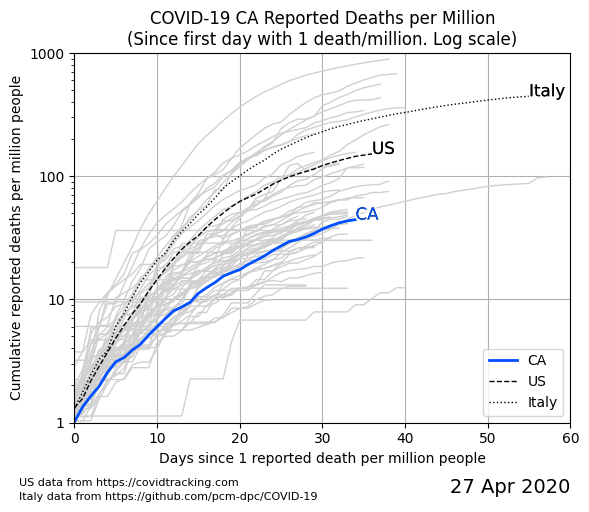 COVID-19 CA Reported Deaths per Million
(Since first day with 1 death/million. Log scale)
Cumulative reported deaths per million people
1000
100
10
1
Italy
US
CA
CA
US
Italy
0 10 20 30 40 50 60
Days since 1 reported death per million people
US data from https://covidtracking.com
Italy data from https://github.com/pcm-dpc/COVID-19
27 Apr 2020